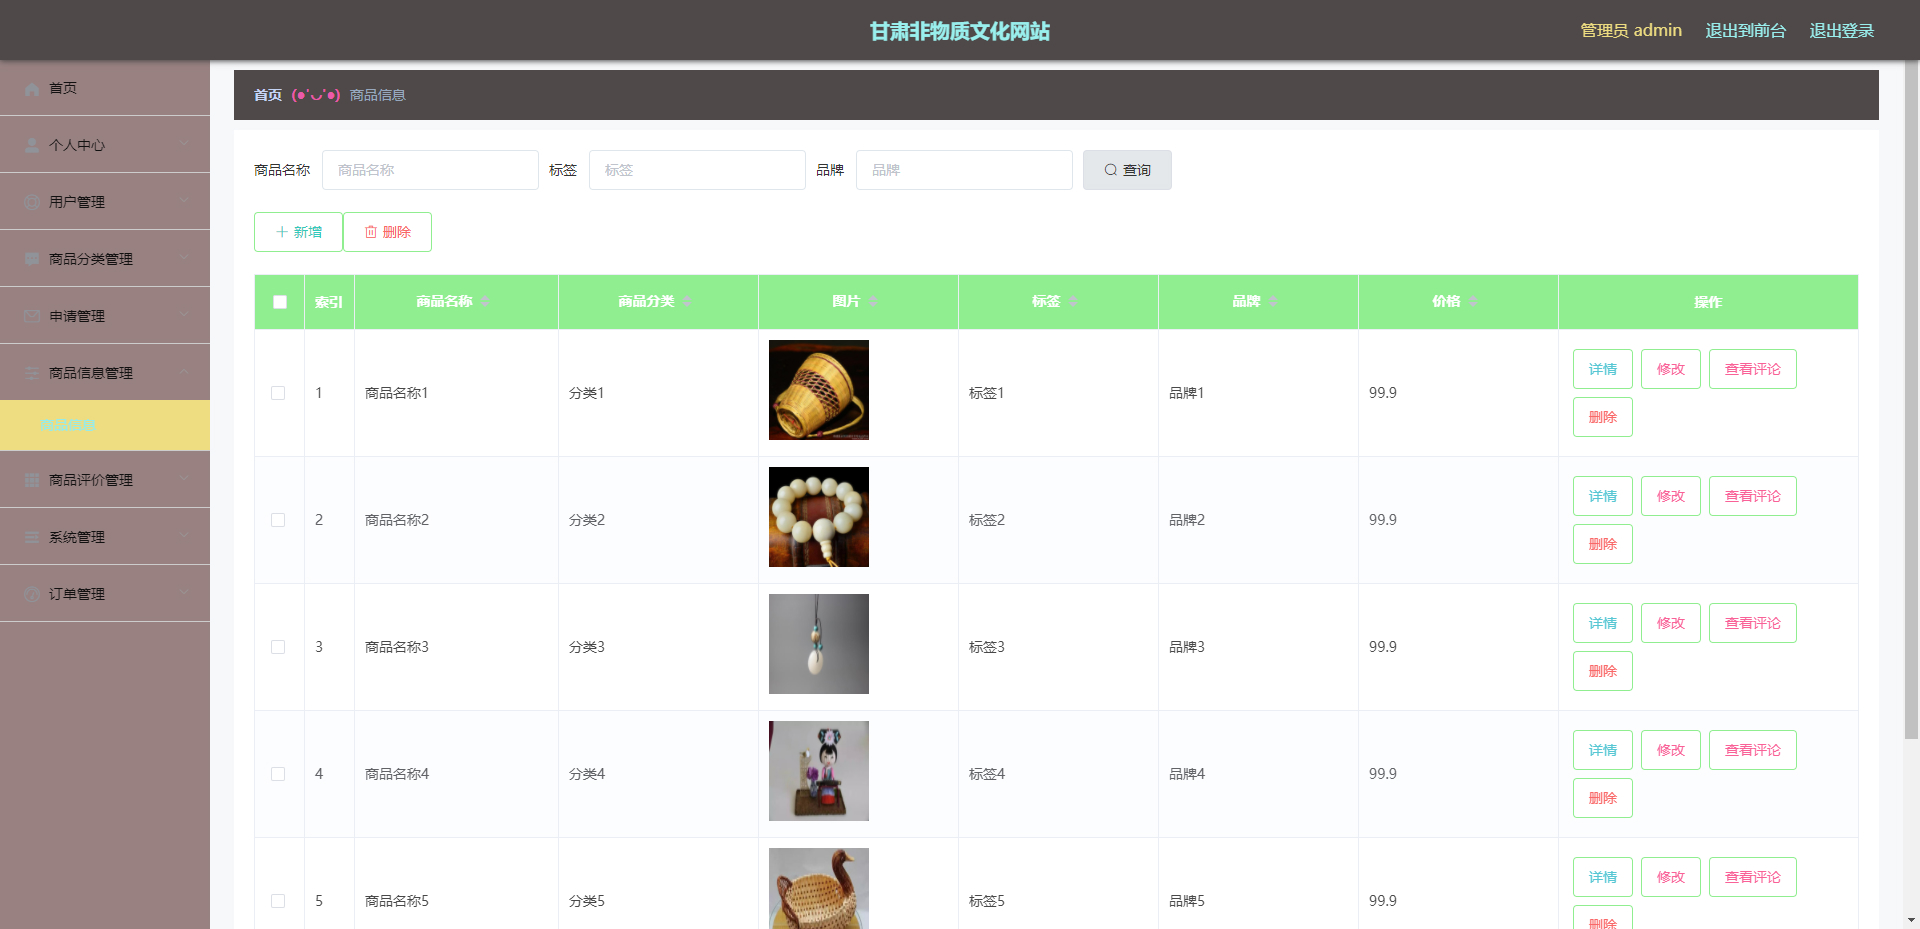 甘肃非物质文化网站
管理员 admin 退出到前台 退出登录
首页
个人中心
用户管理
商品分类管理
申请管理
商品信息管理
商品信息
商品评价管理
系统管理
订单管理
首页 (●'◡'●) 商品信息
商品名称 商品名称 标签 标签 品牌 品牌 查询
新增 删除
索引 商品名称 商品分类 图片 标签 品牌 价格 操作
1 商品名称1 分类1 标签1 品牌1 99.9 详情 修改 查看评论
删除
2 商品名称2 分类2 标签2 品牌2 99.9 详情 修改 查看评论
删除
3 商品名称3 分类3 标签3 品牌3 99.9 详情 修改 查看评论
删除
4 商品名称4 分类4 标签4 品牌4 99.9 详情 修改 查看评论
删除
5 商品名称5 分类5 标签5 品牌5 99.9 详情 修改 查看评论
删除